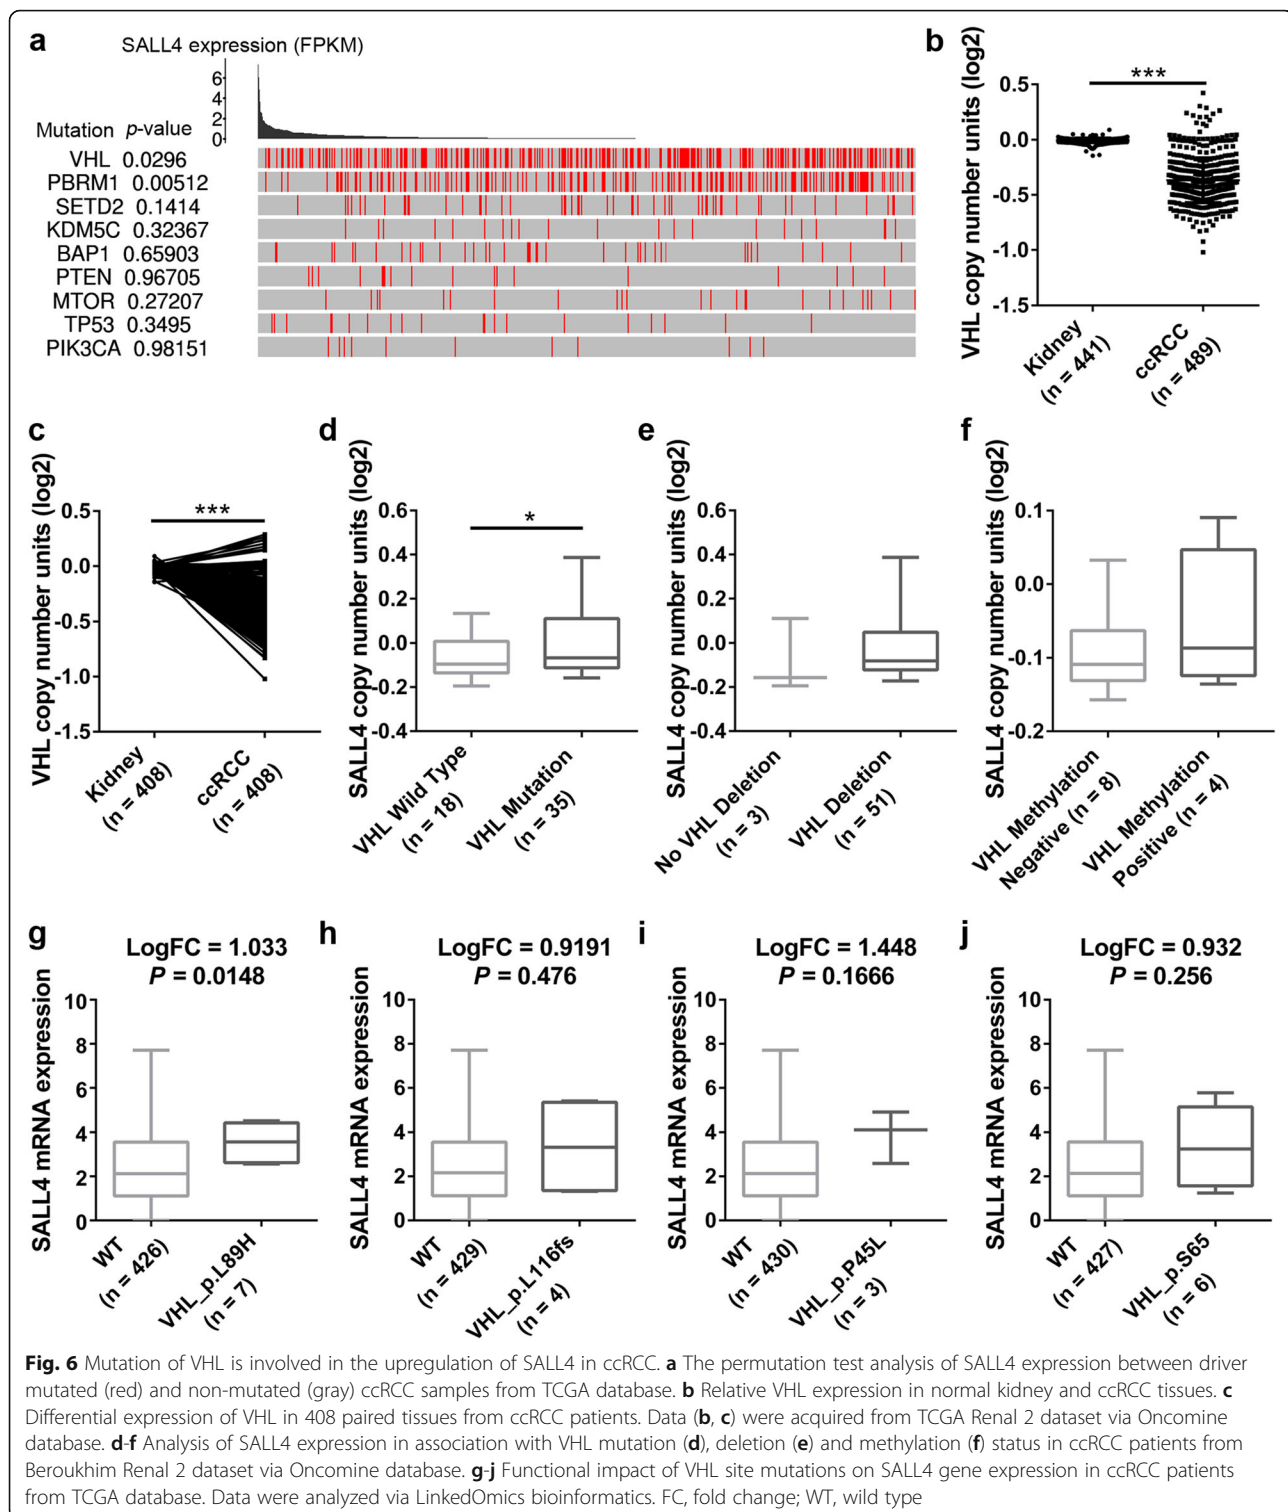 a
SALL4 expression (FPKM)
6
4
2
0
Mutation p-value
VHL 0.0296
PBRM1 0.00512
SETD2 0.1414
KDM5C 0.32367
BAP1 0.65903
PTEN 0.96705
MTOR 0.27207
TP53 0.3495
PIK3CA 0.98151
b
VHL copy number units (log2)
***
0.5
0.0
-0.5
-1.0
-1.5
Kidney
(n = 441)
ccRCC
(n = 489)
c
VHL copy number units (log2)
***
0.5
0.0
-0.5
-1.0
-1.5
Kidney
(n = 408)
ccRCC
(n = 408)
d
SALL4 copy number units (log2)
*
0.6
0.4
0.2
0.0
-0.2
-0.4
VHL Wild Type
(n = 18)
VHL Mutation
(n = 35)
e
SALL4 copy number units (log2)
0.6
0.4
0.2
0.0
-0.2
-0.4
No VHL Deletion
(n = 3)
VHL Deletion
(n = 51)
f
SALL4 copy number units (log2)
0.1
0.0
-0.1
-0.2
VHL Methylation
Negative (n = 8)
VHL Methylation
Positive (n = 4)
g
LogFC = 1.033
P = 0.0148
SALL4 mRNA expression
10
8
6
4
2
0
WT
(n = 426)
VHL_p.L89H
(n = 7)
h
LogFC = 0.9191
P = 0.476
SALL4 mRNA expression
10
8
6
4
2
0
WT
(n = 429)
VHL_p.L116fs
(n = 4)
i
LogFC = 1.448
P = 0.1666
SALL4 mRNA expression
10
8
6
4
2
0
WT
(n = 430)
VHL_p.P45L
(n = 3)
j
LogFC = 0.932
P = 0.256
SALL4 mRNA expression
10
8
6
4
2
0
WT
(n = 427)
VHL_p.S65
(n = 6)
Fig. 6 Mutation of VHL is involved in the upregulation of SALL4 in ccRCC. a The permutation test analysis of SALL4 expression between driver
mutated (red) and non-mutated (gray) ccRCC samples from TCGA database. b Relative VHL expression in normal kidney and ccRCC tissues. c
Differential expression of VHL in 408 paired tissues from ccRCC patients. Data (b, c) were acquired from TCGA Renal 2 dataset via Oncomine
database. d-f Analysis of SALL4 expression in association with VHL mutation (d), deletion (e) and methylation (f) status in ccRCC patients from
Beroukhim Renal 2 dataset via Oncomine database. g-j Functional impact of VHL site mutations on SALL4 gene expression in ccRCC patients
from TCGA database. Data were analyzed via LinkedOmics bioinformatics. FC, fold change; WT, wild type